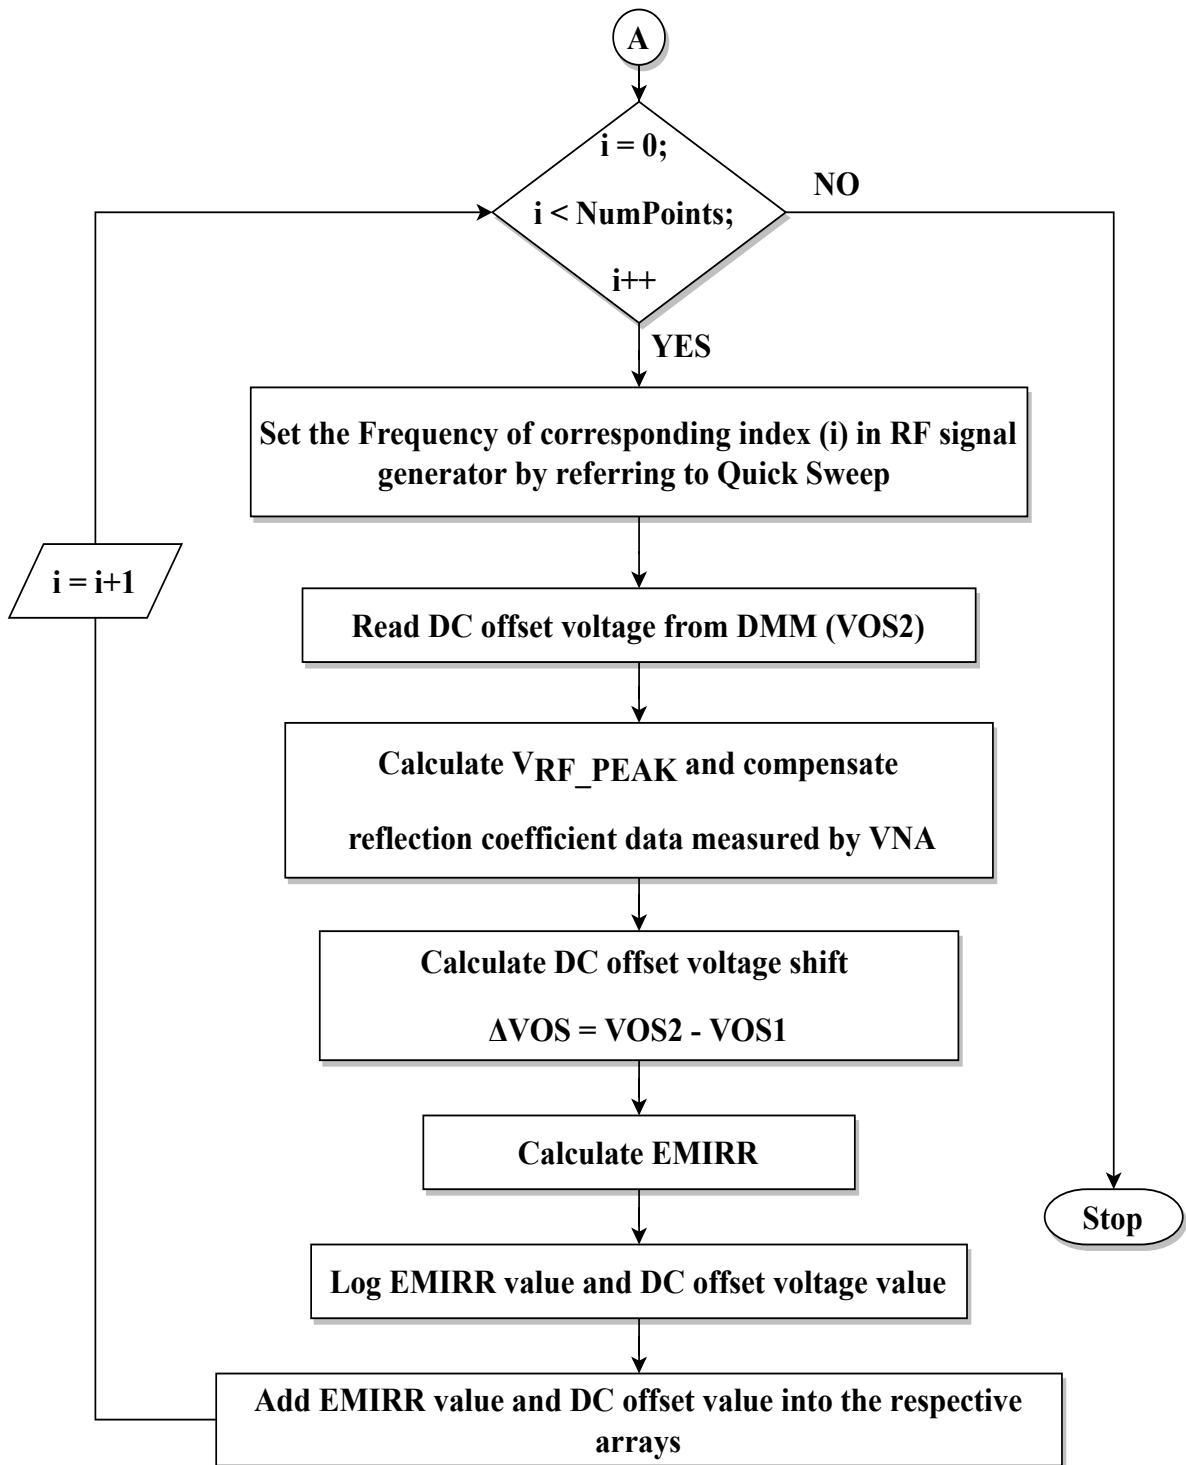 A
i = 0;
i < NumPoints;
i++
NO
YES
Set the Frequency of corresponding index (i) in RF signal
generator by referring to Quick Sweep
i = i+1
Read DC offset voltage from DMM (VOS2)
Calculate VRF_PEAK and compensate
reflection coefficient data measured by VNA
Calculate DC offset voltage shift
ΔVOS = VOS2 - VOS1
Calculate EMIRR
Stop
Log EMIRR value and DC offset voltage value
Add EMIRR value and DC offset value into the respective
arrays